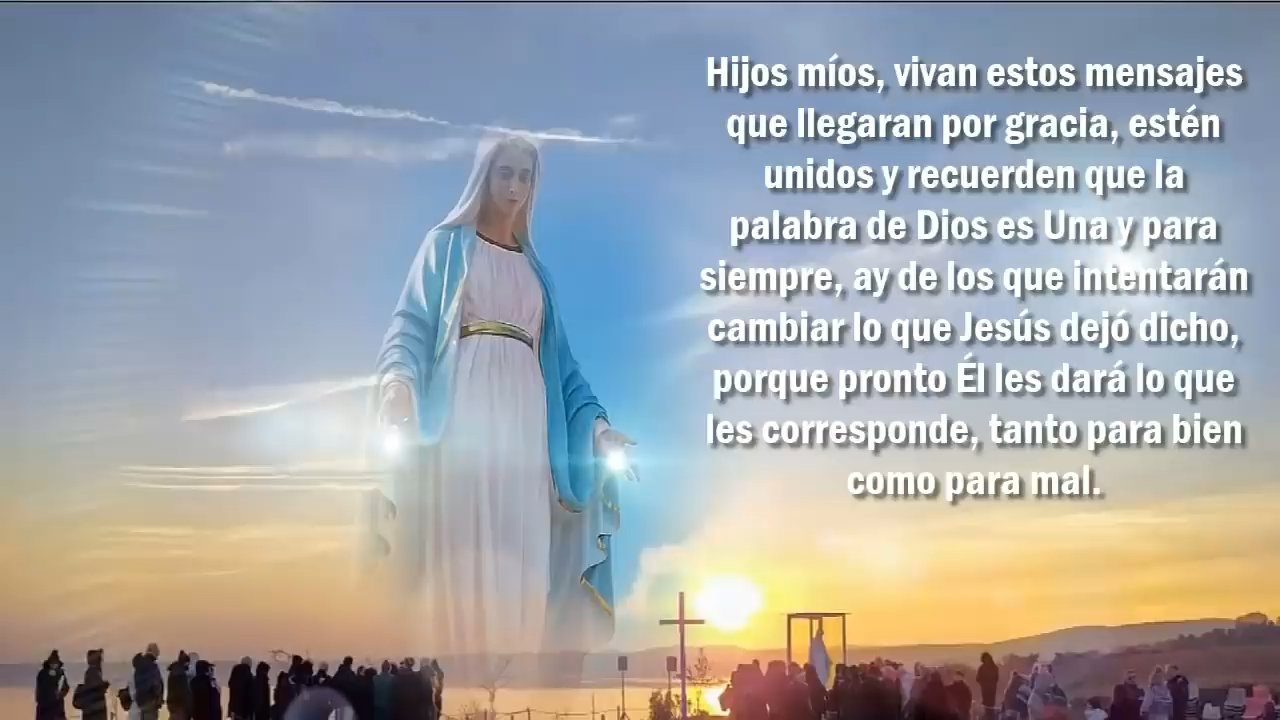 Hijos míos, vivan estos mensajes
que llegaran por gracia, estén
unidos y recuerden que la
palabra de Dios es Una y para
siempre, ay de los que intentarán
cambiar lo que Jesús dejó dicho,
porque pronto Él les dará lo que
les corresponde, tanto para bien
como para mal.